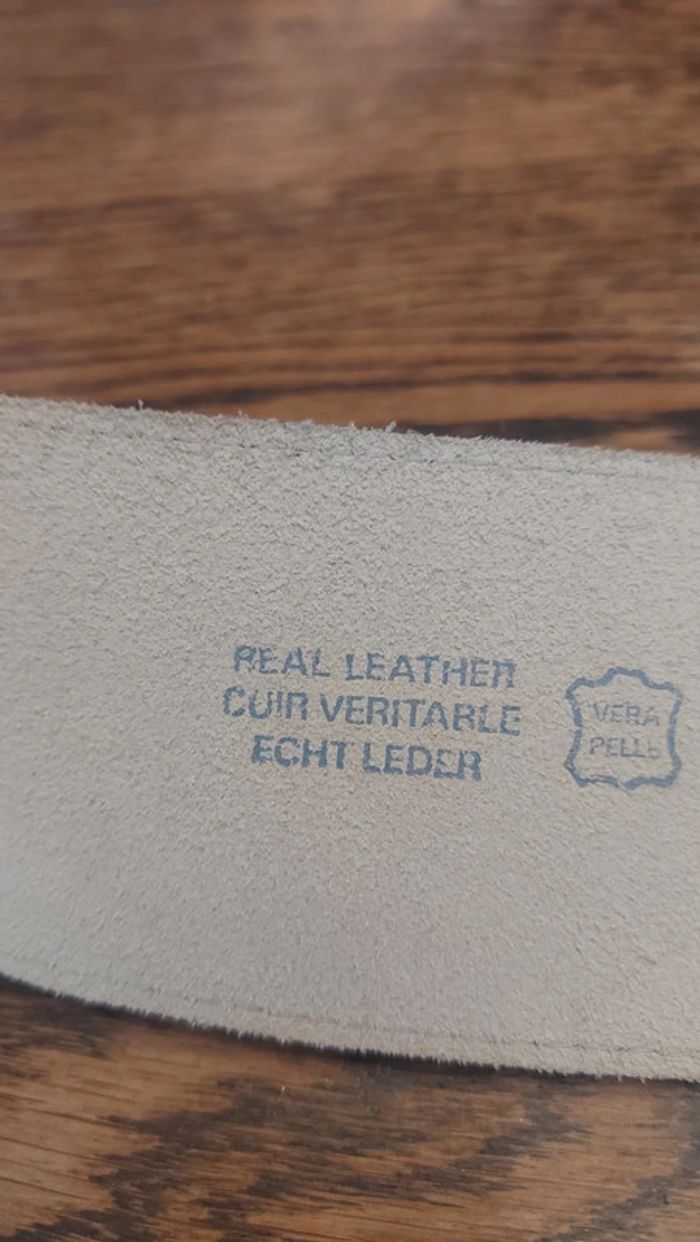 REAL LEATHER
CUIR VERITABLE
ECHT LEDER
VERA
PELLE